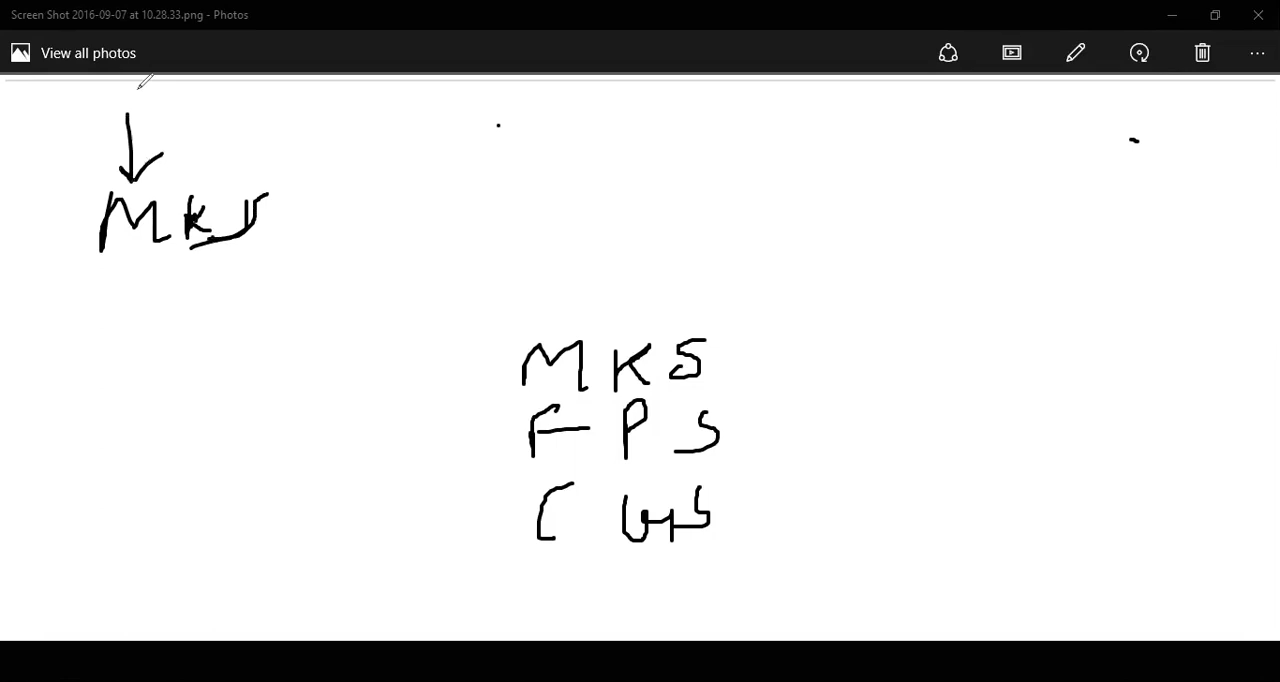 Screen Shot 2016-09-07 at 10.28.33.png - Photos
View all photos
MKS
MKS
FPS
CGS